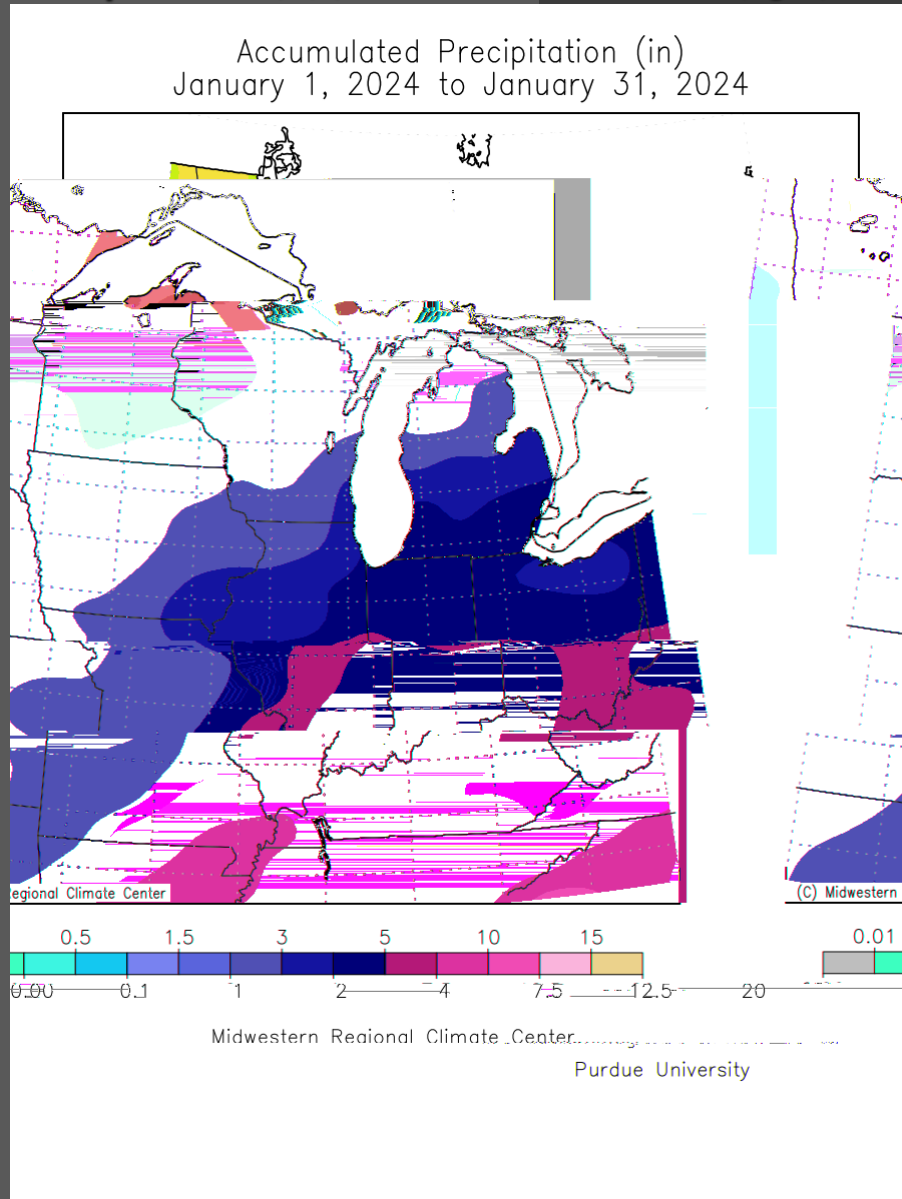 Accumulated Precipitation (in)
January 1, 2024 to January 31, 2024
Regional Climate Center
(C) Midwestern
0.5 1.5 3 5 10 15 0.01
0.00 0.1 1 2 4 7.5 12.5 20
Midwestern Regional Climate Center
Purdue University